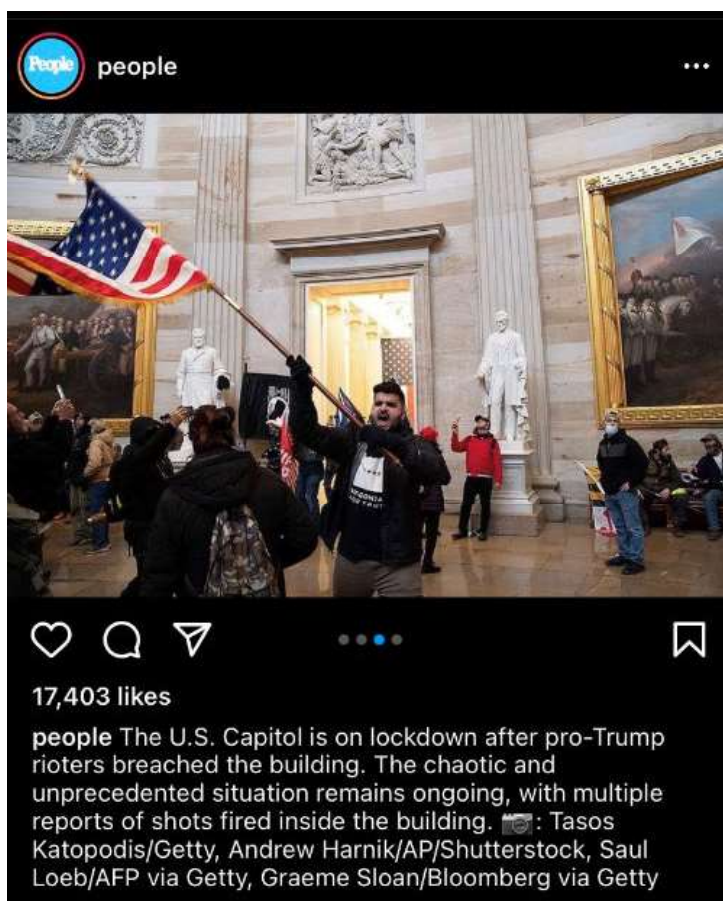 People
people
17,403 likes
people The U.S. Capitol is on lockdown after pro-Trump
rioters breached the building. The chaotic and
unprecedented situation remains ongoing, with multiple
reports of shots fired inside the building. 📷: Tasos
Katopodis/Getty, Andrew Harnik/AP/Shutterstock, Saul
Loeb/AFP via Getty, Graeme Sloan/Bloomberg via Getty